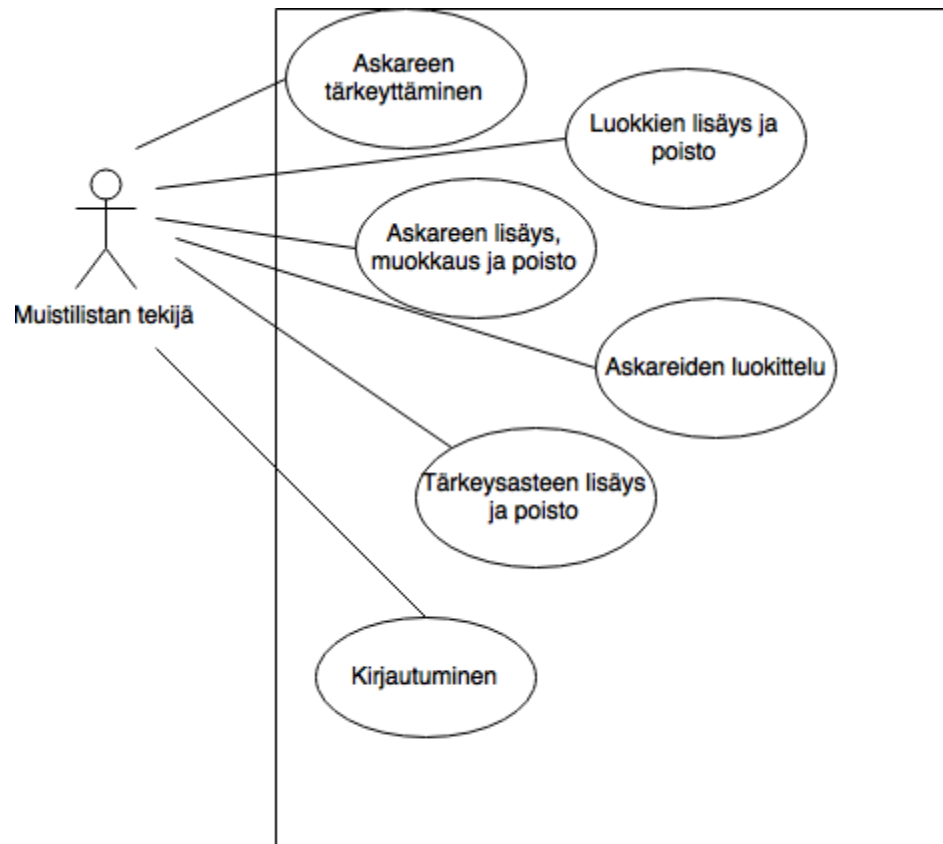 Askareen
tärkeyttäminen
Luokkien lisäys ja
poisto
Askareen lisäys,
muokkaus ja poisto
Muistilistan tekijä
Askareiden luokittelu
Tärkeysasteen lisäys
ja poisto
Kirjautuminen